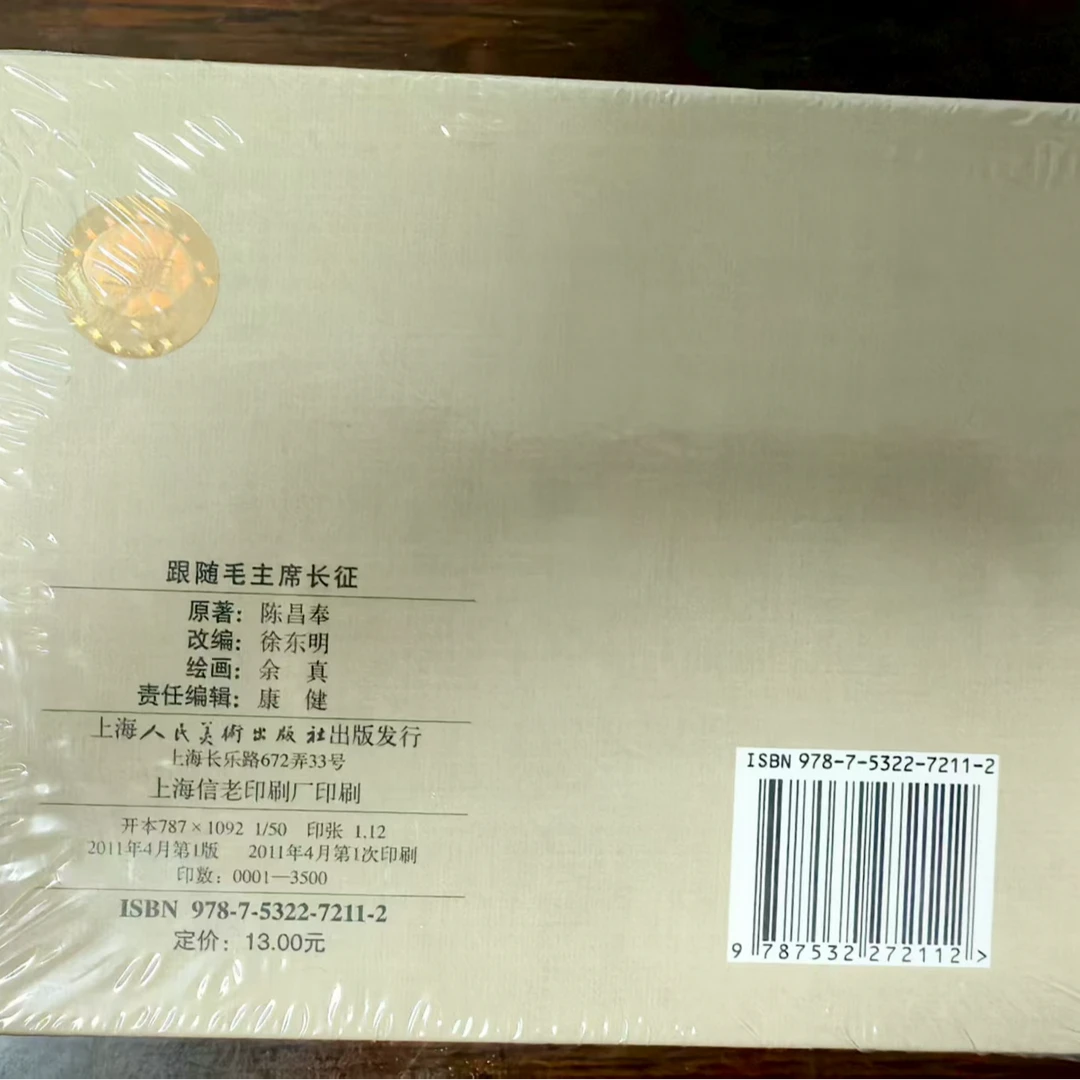 跟随毛主席长征
原著：陈昌奉
改编：徐东明
绘画：余　真
责任编辑：康　健
上海人民美術出版社出版发行
上海长乐路672弄33号
上海信老印刷厂印刷
开本787×1092 1/50 印张 1.12
2011年4月第1版 2011年4月第1次印刷
印数：0001—3500
ISBN 978-7-5322-7211-2
定价：13.00元
ISBN 978-7-5322-7211-2
9 787532 272112 >